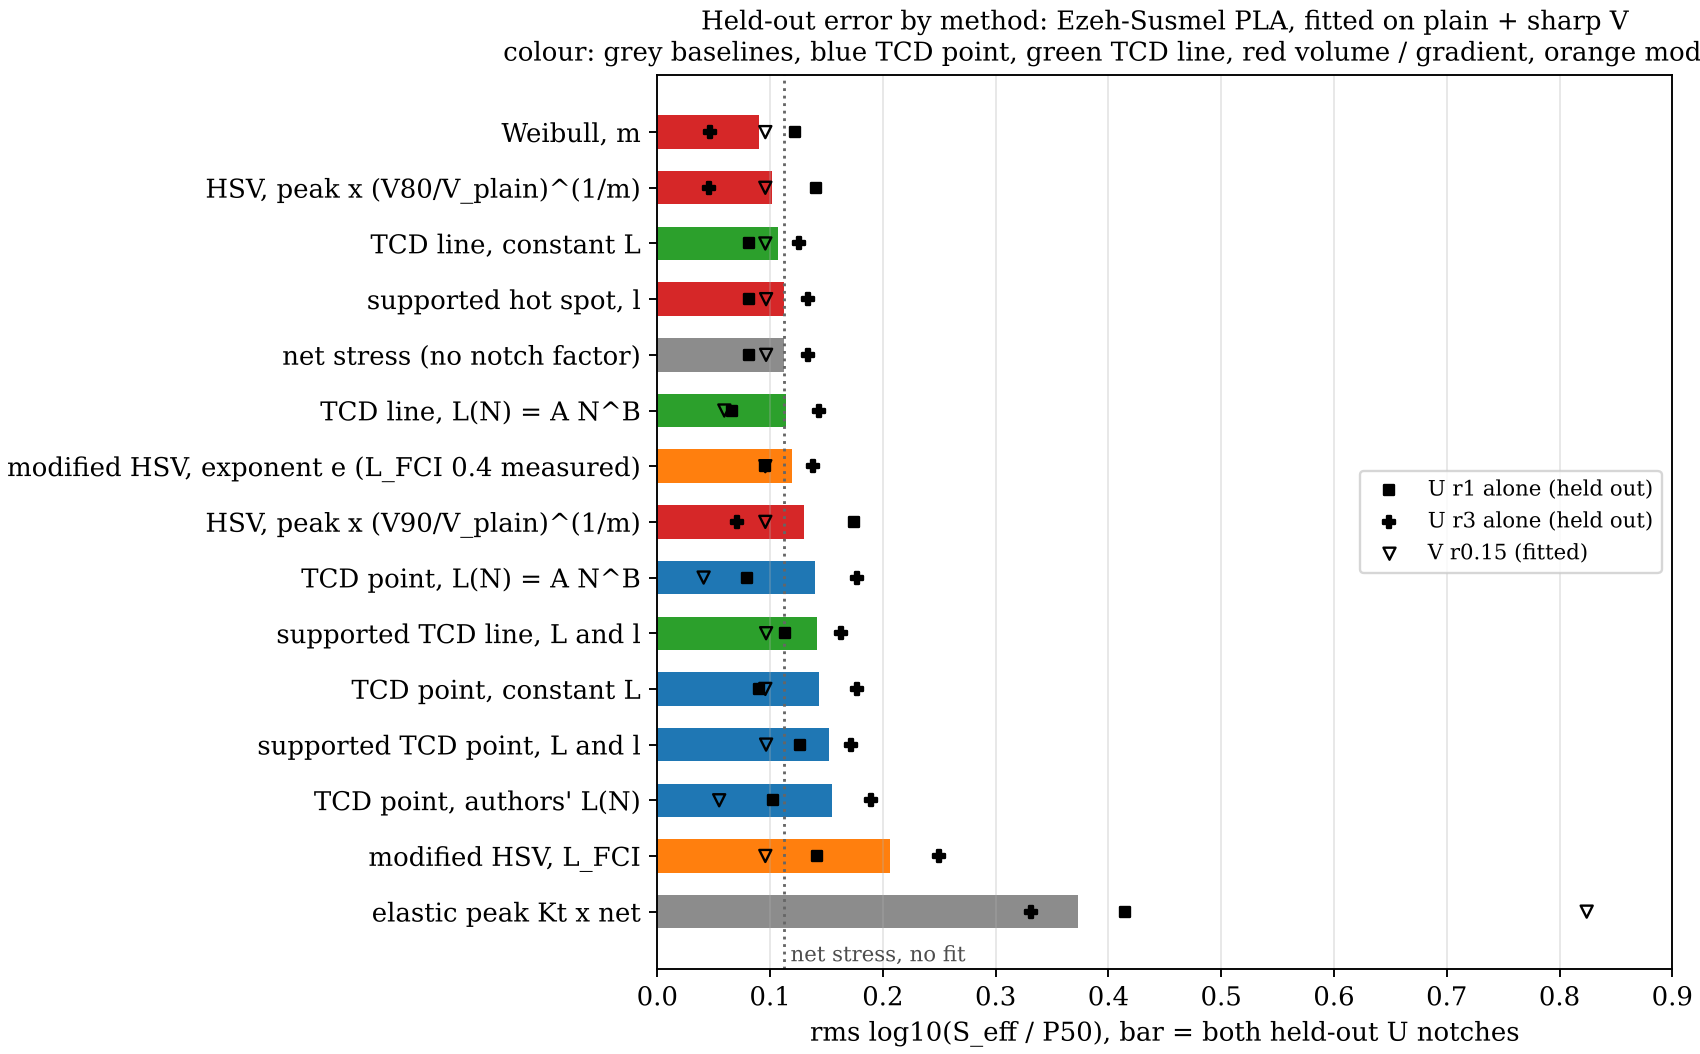 Held-out error by method: Ezeh-Susmel PLA, fitted on plain + sharp V
colour: grey baselines, blue TCD point, green TCD line, red volume / gradient, orange mod
Weibull, m
HSV, peak x (V80/V_plain)^(1/m)
TCD line, constant L
supported hot spot, l
net stress (no notch factor)
TCD line, L(N) = A N^B
modified HSV, exponent e (L_FCI 0.4 measured)
HSV, peak x (V90/V_plain)^(1/m)
TCD point, L(N) = A N^B
supported TCD line, L and l
TCD point, constant L
supported TCD point, L and l
TCD point, authors' L(N)
modified HSV, L_FCI
elastic peak Kt x net
U r1 alone (held out)
U r3 alone (held out)
V r0.15 (fitted)
net stress, no fit
0.0 0.1 0.2 0.3 0.4 0.5 0.6 0.7 0.8 0.9
rms log10(S_eff / P50), bar = both held-out U notches